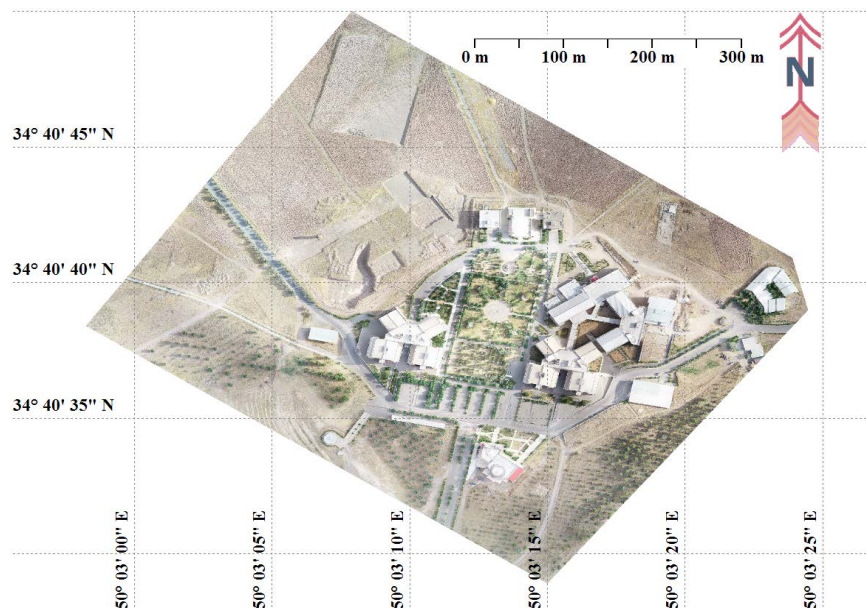 0 m 100 m 200 m 300 m
N
34° 40' 45" N
34° 40' 40" N
34° 40' 35" N
50° 03' 00" E
50° 03' 05" E
50° 03' 10" E
50° 03' 15" E
50° 03' 20" E
50° 03' 25" E